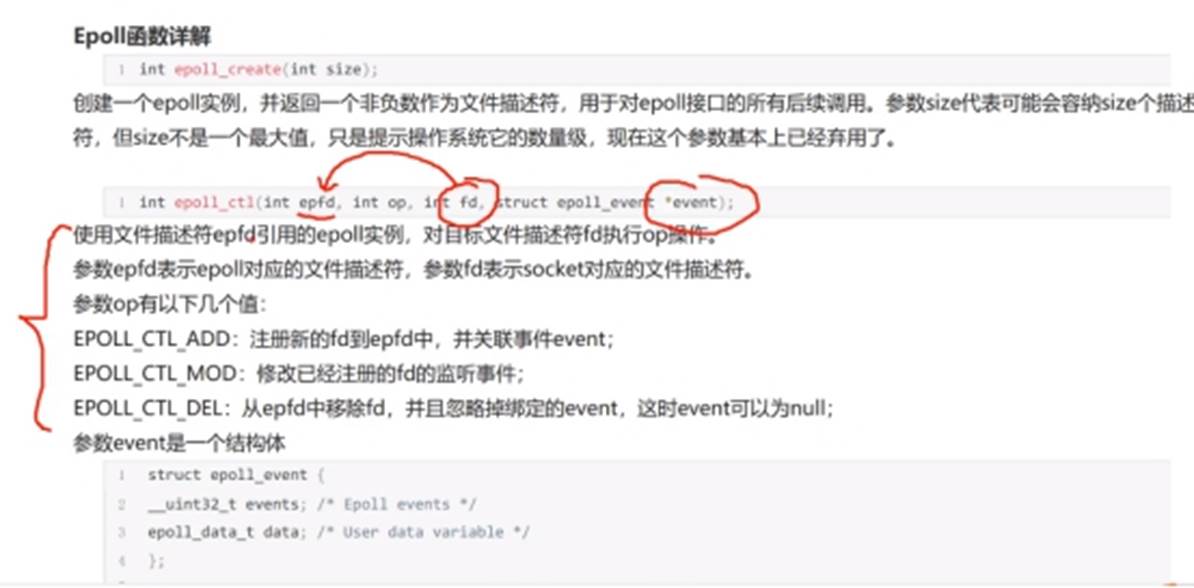 Epoll函数详解
1 int epoll_create(int size);
创建一个epoll实例，并返回一个非负数作为文件描述符，用于对epoll接口的所有后续调用。参数size代表可能会容纳size个描述
符，但size不是一个最大值，只是提示操作系统它的数量级，现在这个参数基本上已经弃用了。
1 int epoll_ctl(int epfd, int op, int fd, struct epoll_event *event);
使用文件描述符epfd引用的epoll实例，对目标文件描述符fd执行op操作。
参数epfd表示epoll对应的文件描述符，参数fd表示socket对应的文件描述符。
参数op有以下几个值：
EPOLL_CTL_ADD：注册新的fd到epfd中，并关联事件event；
EPOLL_CTL_MOD：修改已经注册的fd的监听事件；
EPOLL_CTL_DEL：从epfd中移除fd，并且忽略掉绑定的event，这时event可以为null；
参数event是一个结构体
1 struct epoll_event {
2 __uint32_t events; /* Epoll events */
3 epoll_data_t data; /* User data variable */
4 };